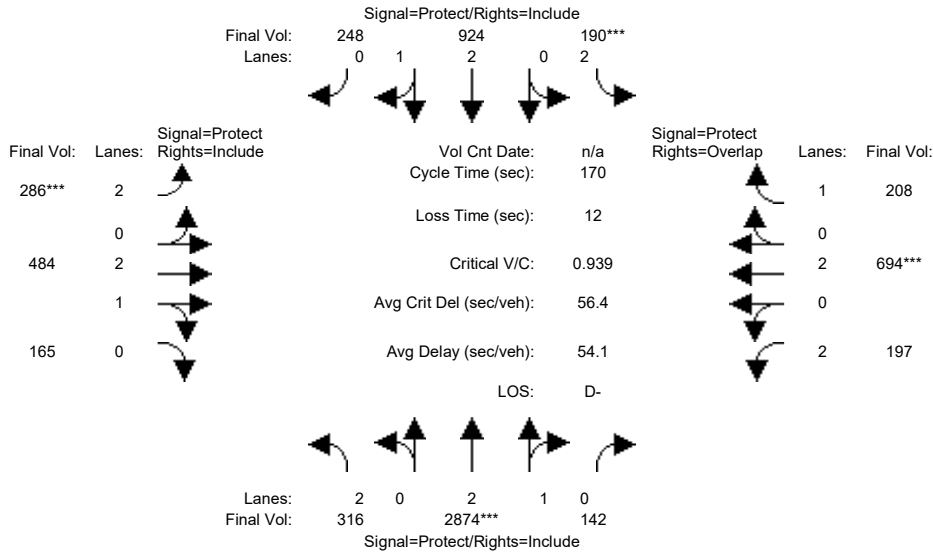 Signal=Protect/Rights=Include
Final Vol: 248 924 190***
Lanes: 0 1 2 0 2
Signal=Protect Signal=Protect
Final Vol: Lanes: Rights=Include Vol Cnt Date: n/a Rights=Overlap Lanes: Final Vol:
Cycle Time (sec): 170
286*** 2 1 208
Loss Time (sec): 12
0 0
484 2 Critical V/C: 0.939 2 694***
1 Avg Crit Del (sec/veh): 56.4 0
165 0 Avg Delay (sec/veh): 54.1 2 197
LOS: D-
Lanes: 2 0 2 1 0
Final Vol: 316 2874*** 142
Signal=Protect/Rights=Include